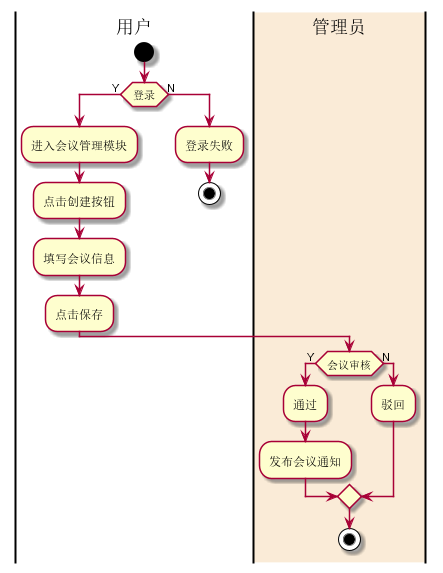 用户
管理员
登录
Y
N
进入会议管理模块
登录失败
点击创建按钮
填写会议信息
点击保存
会议审核
Y
N
通过
驳回
发布会议通知